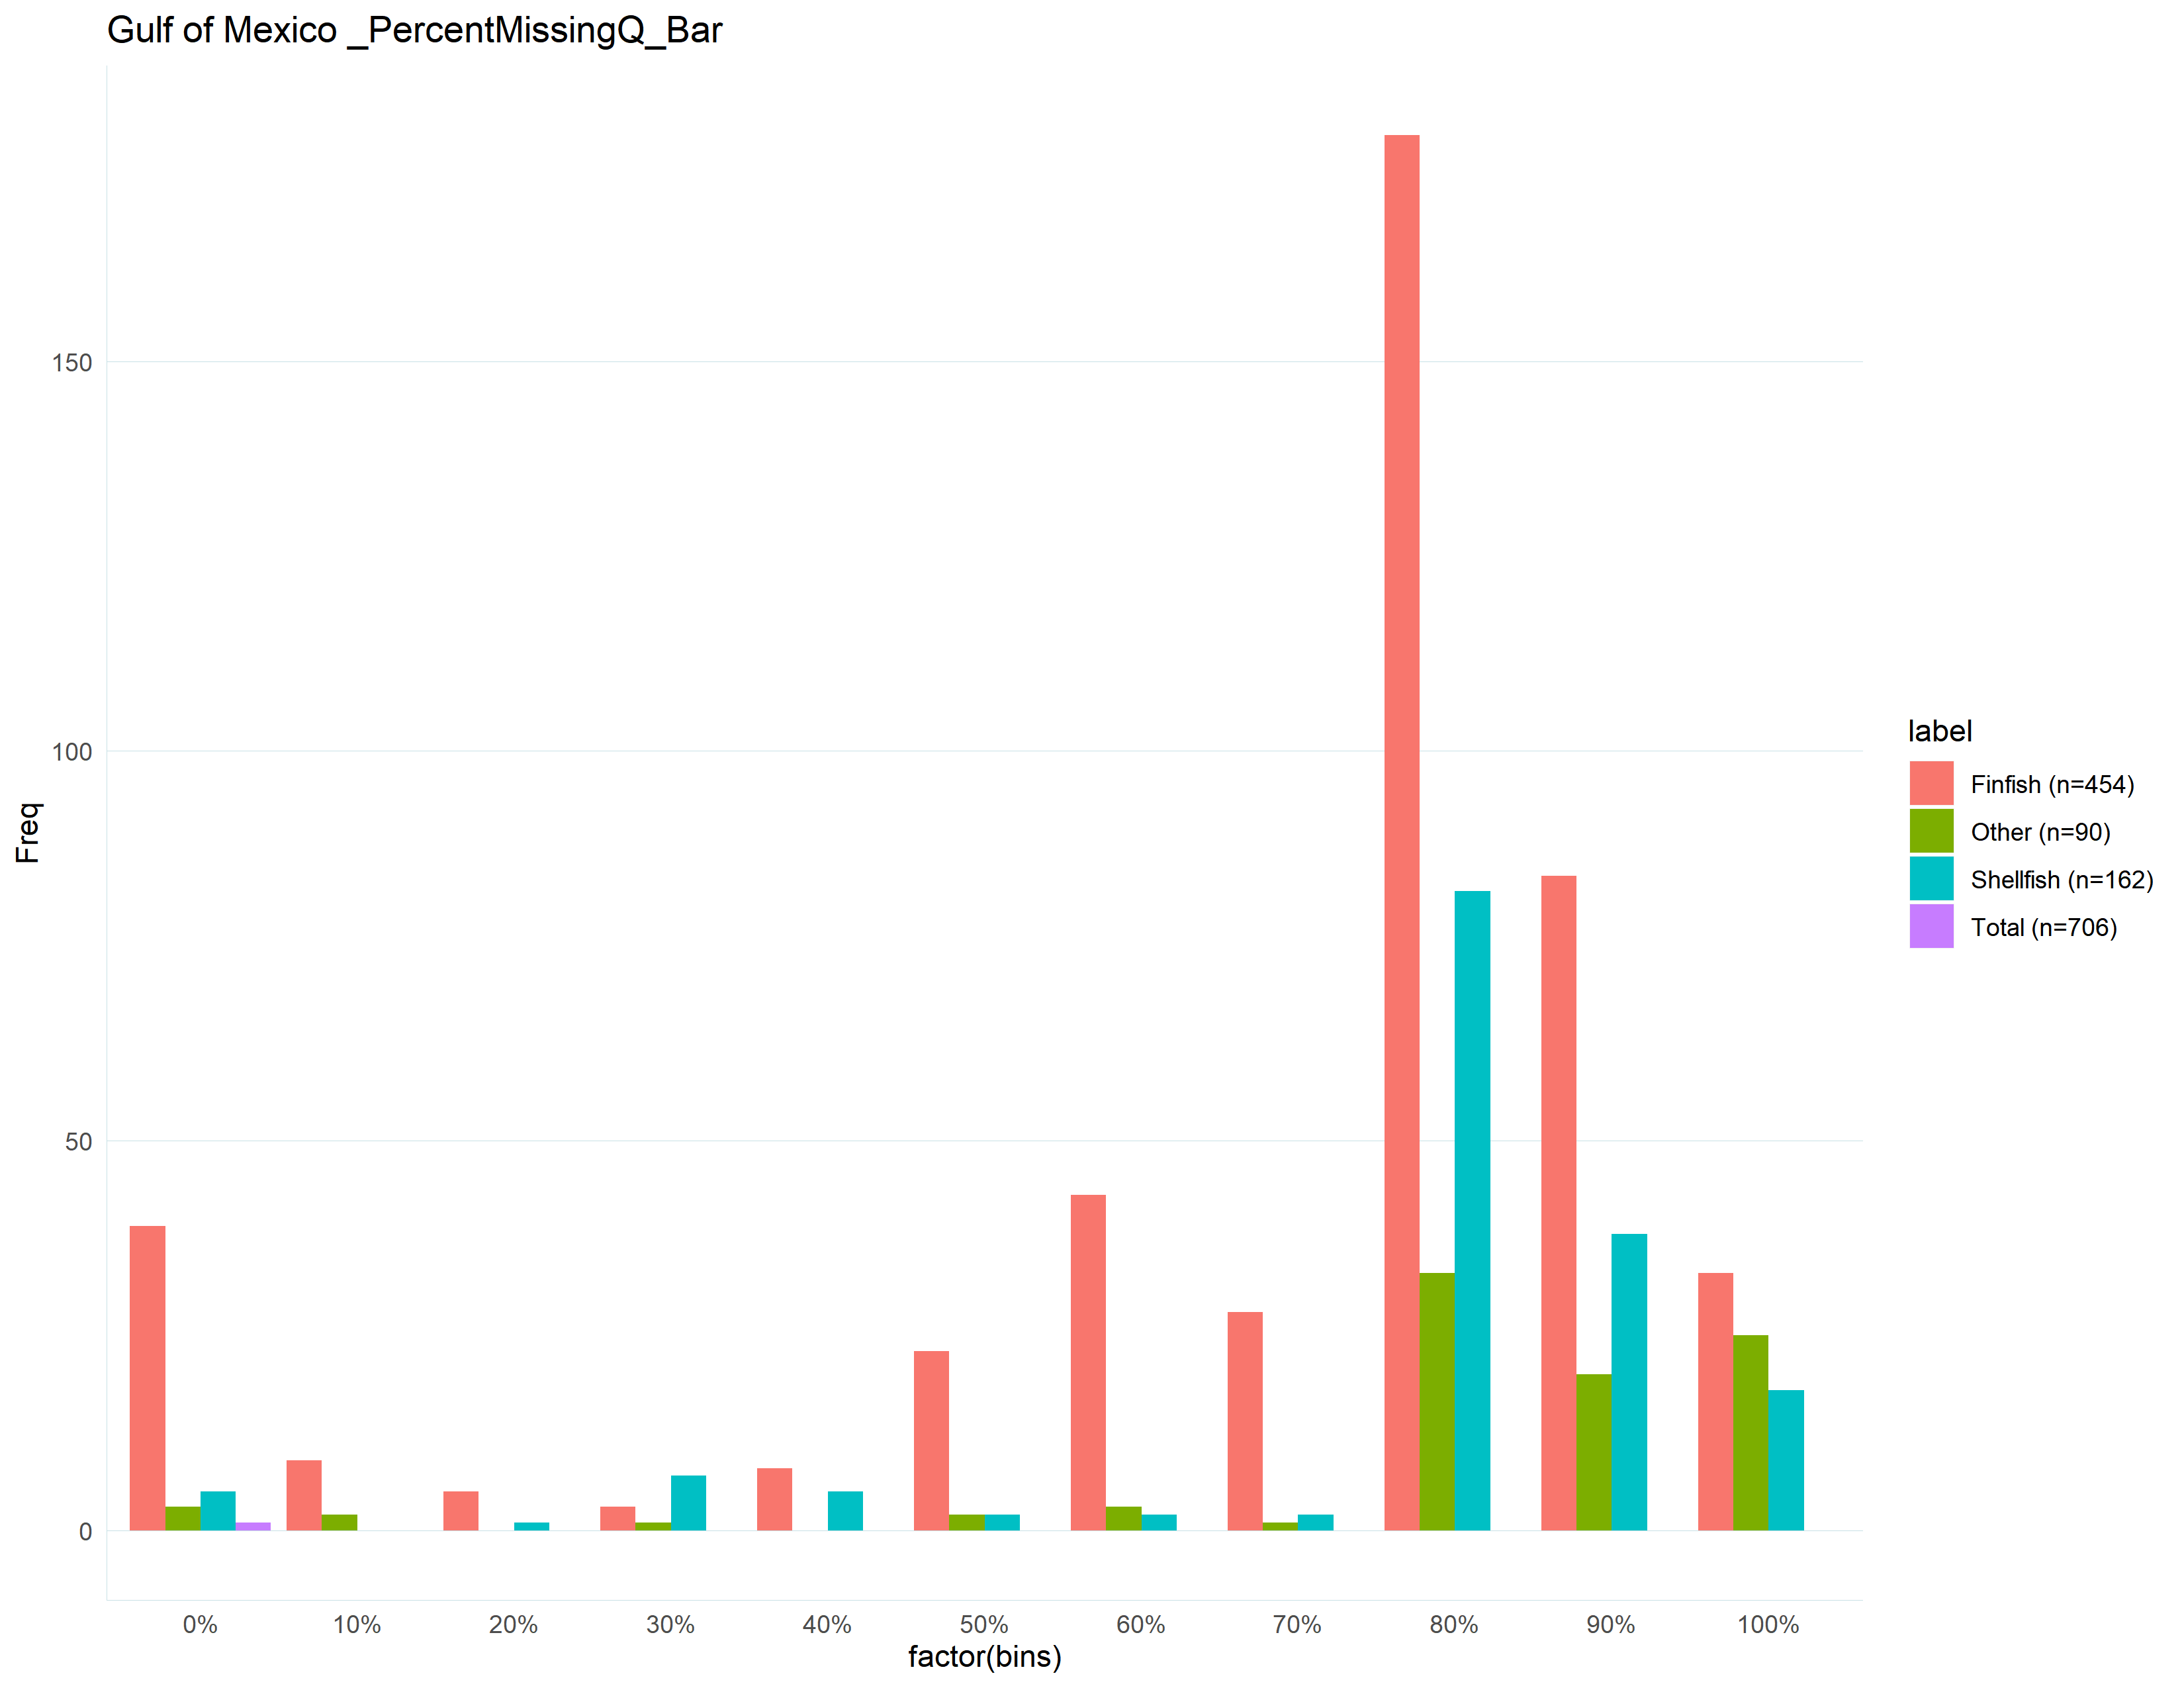 Gulf of Mexico _PercentMissingQ_Bar
150
100
50
0
Freq
0% 10% 20% 30% 40% 50% 60% 70% 80% 90% 100%
factor(bins)
label
Finfish (n=454)
Other (n=90)
Shellfish (n=162)
Total (n=706)